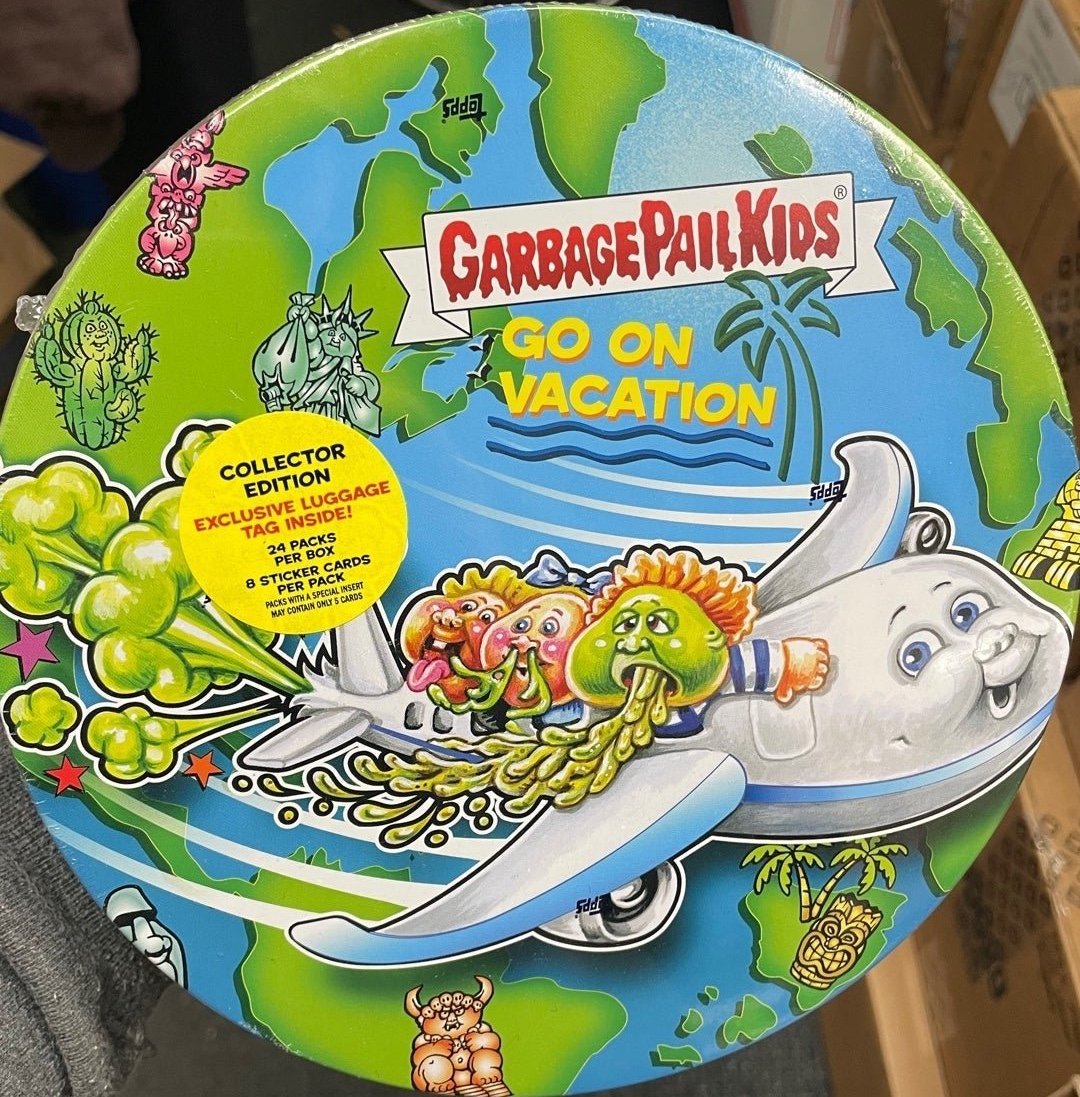 Topps
GARBAGE PAIL KIDS®
GO ON
VACATION
Topps
COLLECTOR
EDITION
EXCLUSIVE LUGGAGE
TAG INSIDE!
24 PACKS
PER BOX
8 STICKER CARDS
PER PACK
PACKS WITH A SPECIAL INSERT
MAY CONTAIN ONLY 5 CARDS
Topps
Topps